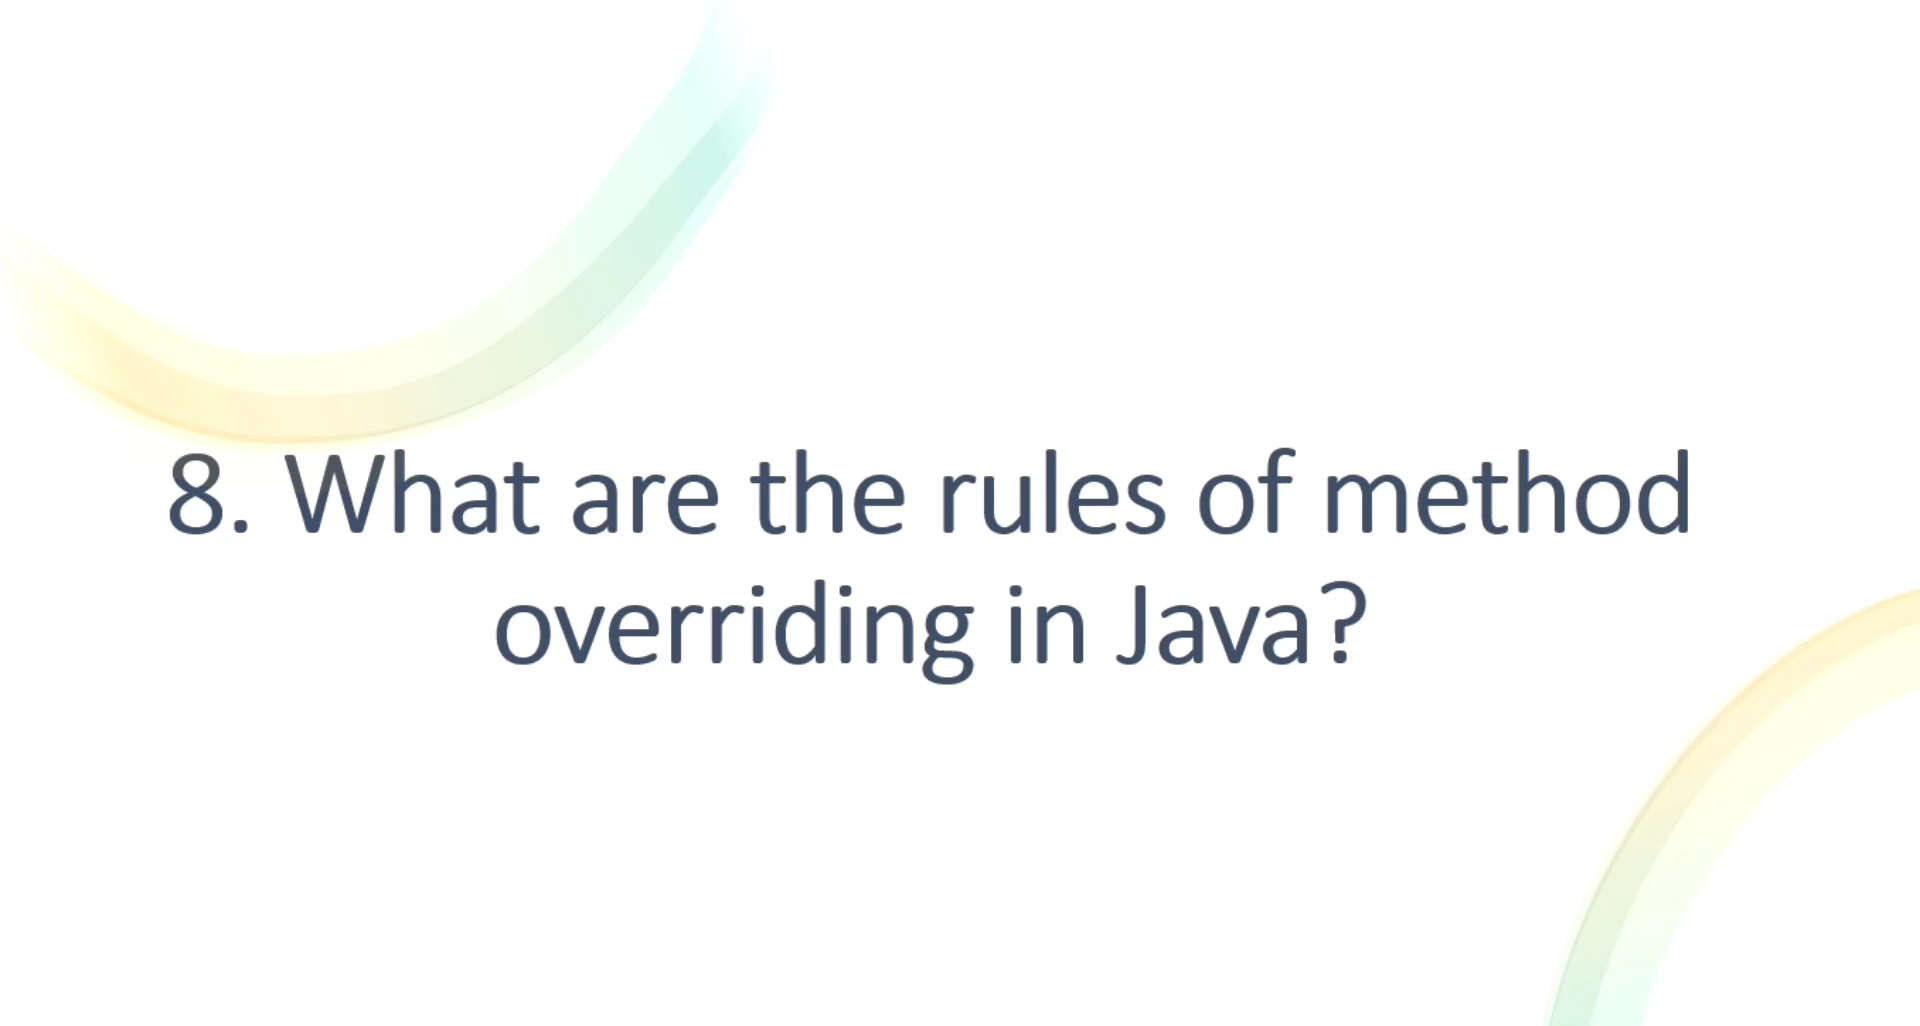 8. What are the rules of method
overriding in Java?